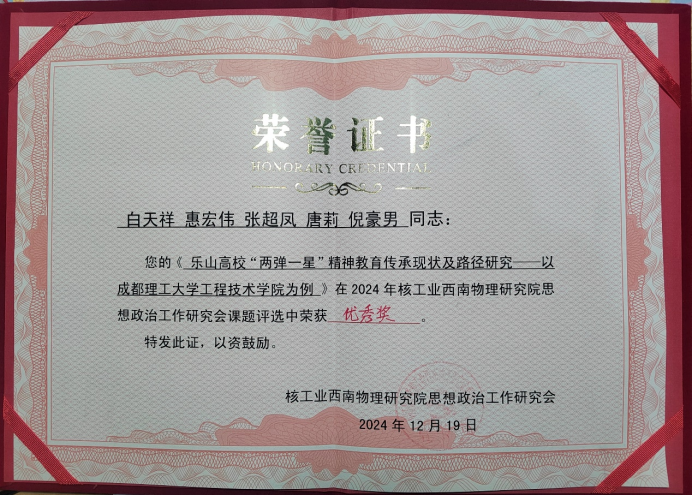 荣誉证书
HONORARY CREDENTIAL
白天祥 惠宏伟 张超凤 唐莉 倪豪男 同志：
您的《 乐山高校“两弹一星”精神教育传承现状及路径研究——以
成都理工大学工程技术学院为例 》在 2024 年核工业西南物理研究院思
想政治工作研究会课题评选中荣获 优秀奖 。
特发此证，以资鼓励。
核工业西南物理研究院思想政治工作研究会
2024 年 12 月 19 日